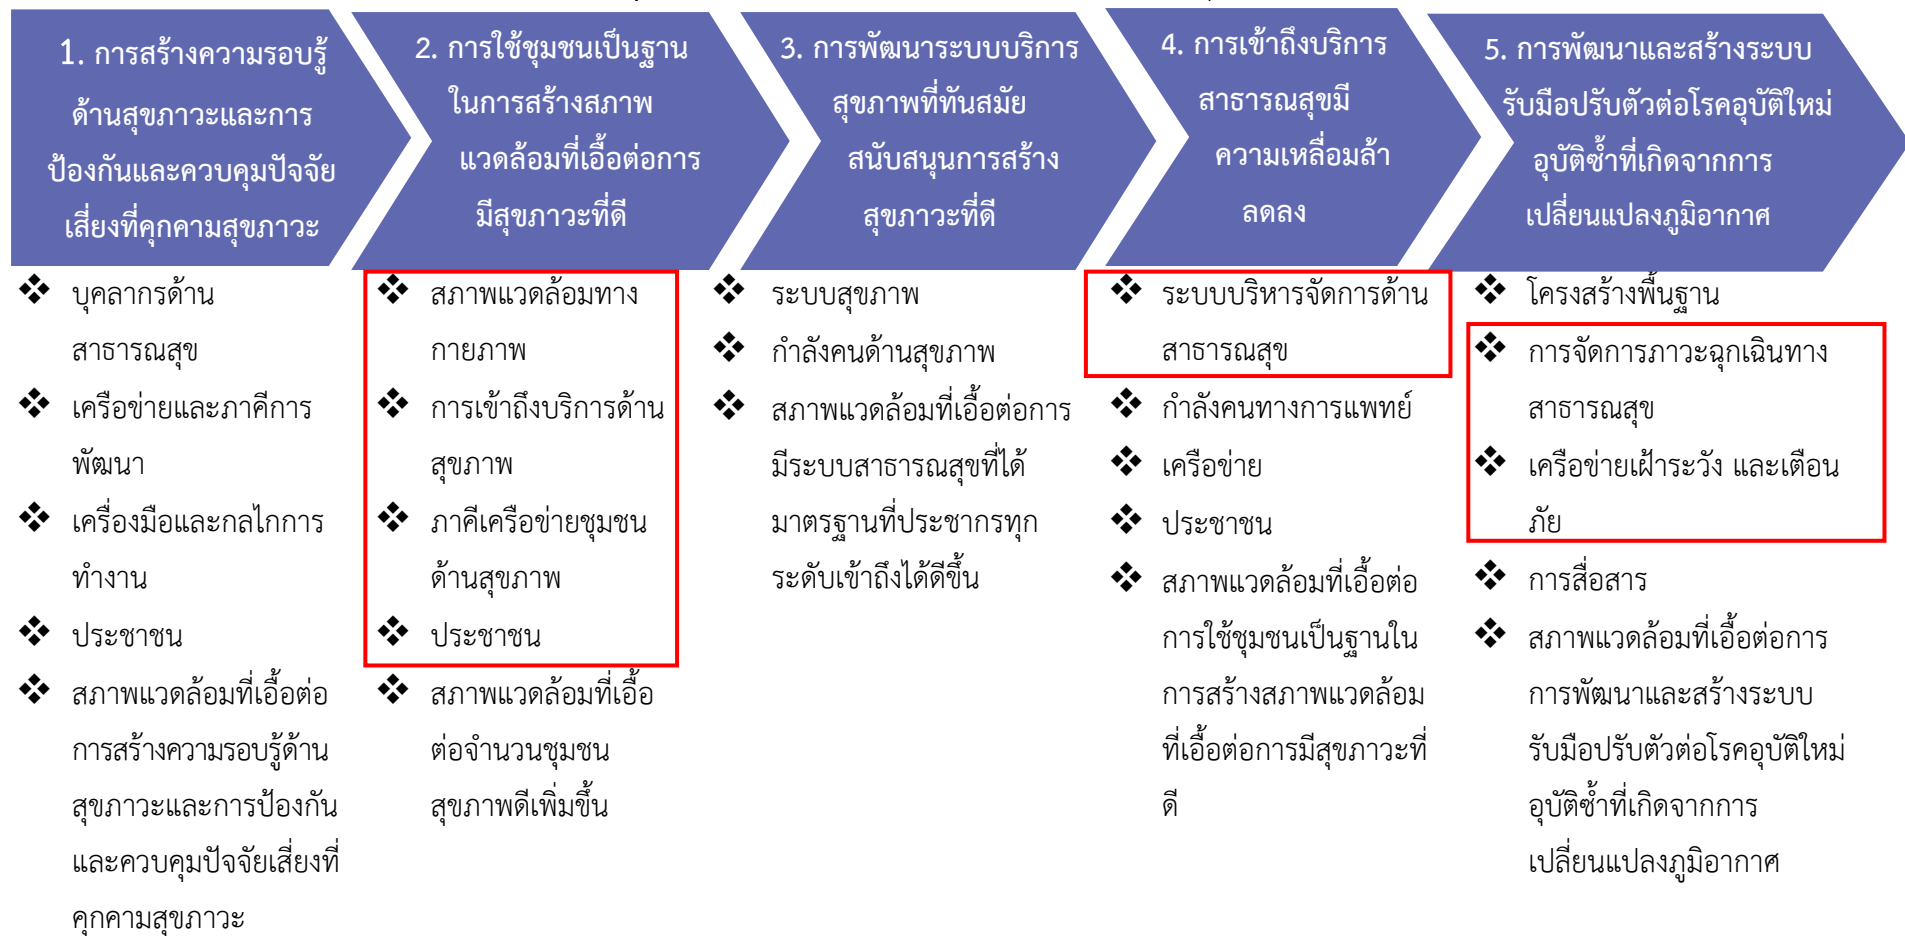 1. การสร้างความรอบรู้
ด้านสุขภาวะและการ
ป้องกันและควบคุมปัจจัย
เสี่ยงที่คุกคามสุขภาวะ
2. การใช้ชุมชนเป็นฐาน
ในการสร้างสภาพ
แวดล้อมที่เอื้อต่อการ
มีสุขภาวะที่ดี
3. การพัฒนาระบบบริการ
สุขภาพที่ทันสมัย
สนับสนุนการสร้าง
สุขภาวะที่ดี
4. การเข้าถึงบริการ
สาธารณสุขมี
ความเหลื่อมล้ำ
ลดลง
5. การพัฒนาและสร้างระบบ
รับมือปรับตัวต่อโรคอุบัติใหม่
อุบัติซ้ำที่เกิดจากการ
เปลี่ยนแปลงภูมิอากาศ
❖ บุคลากรด้าน
สาธารณสุข
❖ เครือข่ายและภาคีการ
พัฒนา
❖ เครื่องมือและกลไกการ
ทำงาน
❖ ประชาชน
❖ สภาพแวดล้อมที่เอื้อต่อ
การสร้างความรอบรู้ด้าน
สุขภาวะและการป้องกัน
และควบคุมปัจจัยเสี่ยงที่
คุกคามสุขภาวะ
❖ สภาพแวดล้อมทาง
กายภาพ
❖ การเข้าถึงบริการด้าน
สุขภาพ
❖ ภาคีเครือข่ายชุมชน
ด้านสุขภาพ
❖ ประชาชน
❖ สภาพแวดล้อมที่เอื้อ
ต่อจำนวนชุมชน
สุขภาพดีเพิ่มขึ้น
❖ ระบบสุขภาพ
❖ กำลังคนด้านสุขภาพ
❖ สภาพแวดล้อมที่เอื้อต่อการ
มีระบบสาธารณสุขที่ได้
มาตรฐานที่ประชากรทุก
ระดับเข้าถึงได้ดีขึ้น
❖ ระบบบริหารจัดการด้าน
สาธารณสุข
❖ กำลังคนทางการแพทย์
❖ เครือข่าย
❖ ประชาชน
❖ สภาพแวดล้อมที่เอื้อต่อ
การใช้ชุมชนเป็นฐานใน
การสร้างสภาพแวดล้อม
ที่เอื้อต่อการมีสุขภาวะที่
ดี
❖ โครงสร้างพื้นฐาน
❖ การจัดการภาวะฉุกเฉินทาง
สาธารณสุข
❖ เครือข่ายเฝ้าระวัง และเตือน
ภัย
❖ การสื่อสาร
❖ สภาพแวดล้อมที่เอื้อต่อการ
การพัฒนาและสร้างระบบ
รับมือปรับตัวต่อโรคอุบัติใหม่
อุบัติซ้ำที่เกิดจากการ
เปลี่ยนแปลงภูมิอากาศ